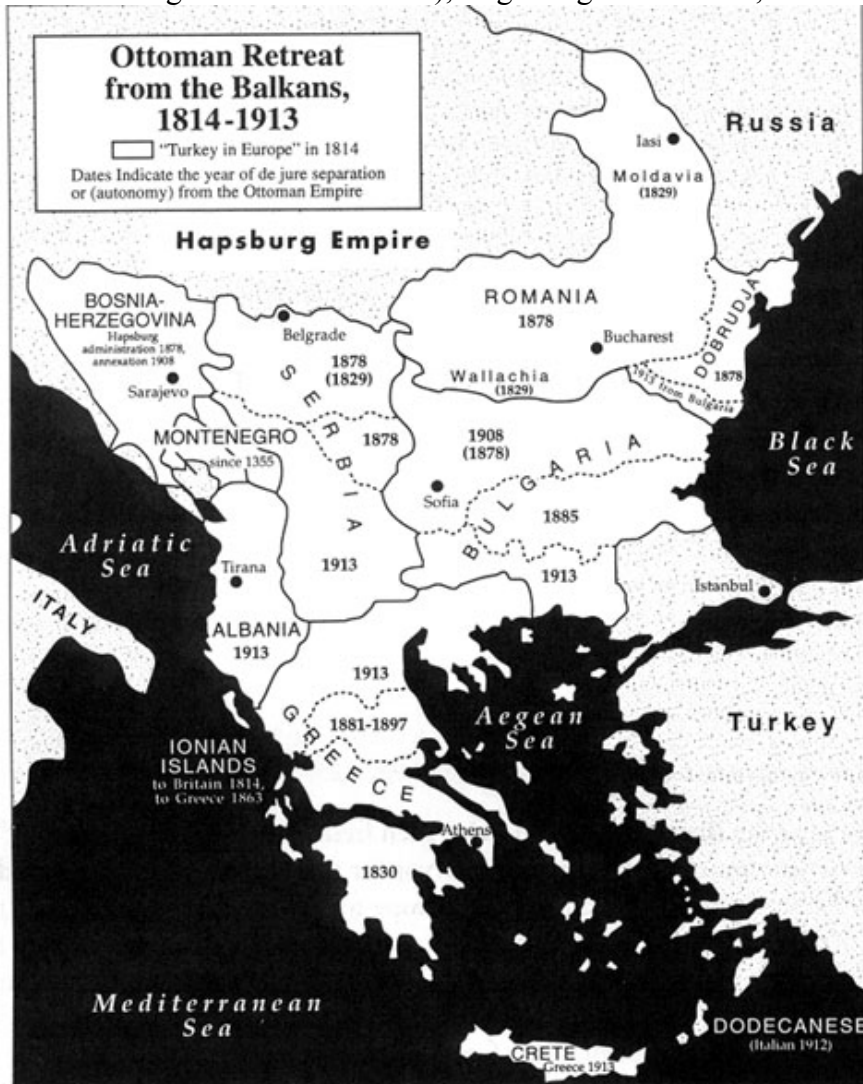 Ottoman Retreat
from the Balkans,
1814-1913
"Turkey in Europe" in 1814
Dates Indicate the year of de jure separation
or (autonomy) from the Ottoman Empire
Russia
Iasi
Moldavia
(1829)
Hapsburg Empire
BOSNIA-
HERZEGOVINA
Hapsburg
administration 1878,
annexation 1908
Sarajevo
Belgrade
1878
(1829)
SERBIA
1878
1913
ROMANIA
1878
Bucharest
Wallachia
(1829)
DOBRUDJA
1878
1913 from Bulgaria
MONTENEGRO
since 1355
1908
(1878)
Sofia
BULGARIA
1885
1913
Black
Sea
Adriatic
Sea
Tirana
ALBANIA
1913
Istanbul
ITALY
1913
1881-1897
GREECE
Aegean
Sea
Turkey
IONIAN
ISLANDS
to Britain 1814,
to Greece 1863
Athens
1830
Mediterranean
Sea
CRETE
Greece 1913
DODECANESE
(Italian 1912)